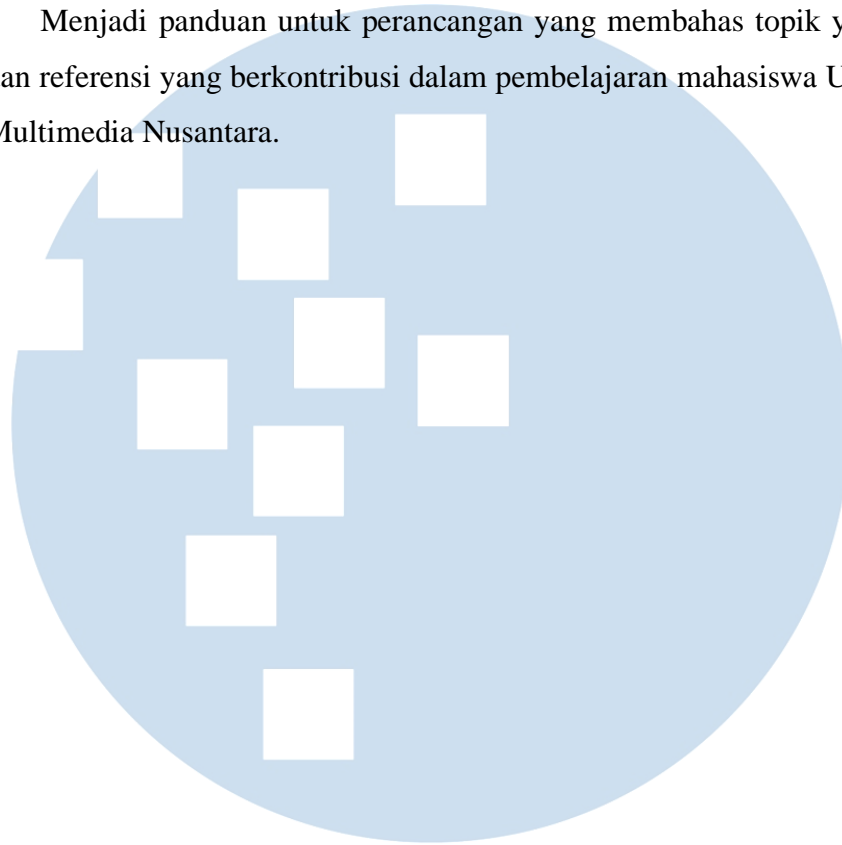 Menjadi panduan untuk perancangan yang membahas topik y
an referensi yang berkontribusi dalam pembelajaran mahasiswa U
Multimedia Nusantara.